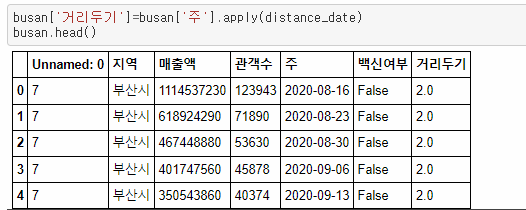 busan['거리두기']=busan['주'].apply(distance_date)
busan.head()
Unnamed: 0 지역 매출액 관객수 주 백신여부 거리두기
0 7 부산시 1114537230 123943 2020-08-16 False 2.0
1 7 부산시 618924290 71890 2020-08-23 False 2.0
2 7 부산시 467448880 53630 2020-08-30 False 2.0
3 7 부산시 401747560 45878 2020-09-06 False 2.0
4 7 부산시 350543860 40374 2020-09-13 False 2.0